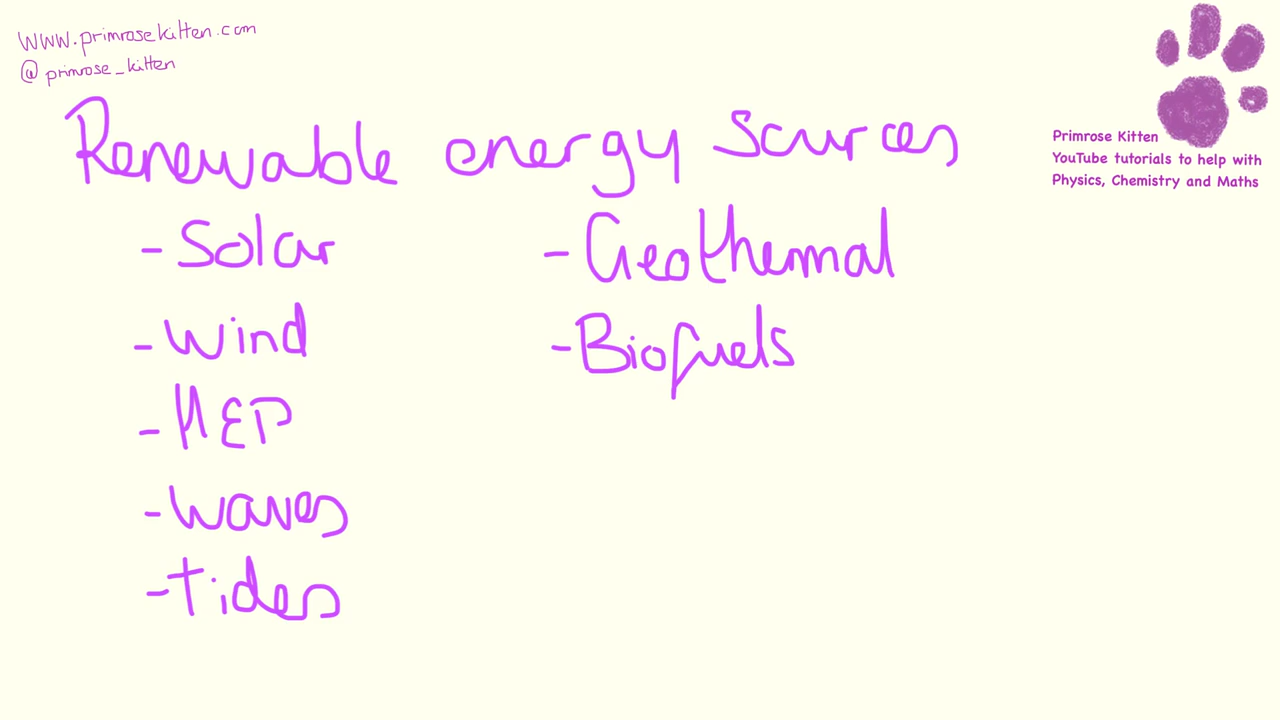 www.primrosekitten.com
@primrose_kitten
Primrose Kitten
YouTube tutorials to help with
Physics, Chemistry and Maths
Renewable energy sources
- Solar
- Wind
- HEP
- Waves
- Tides
- Geothermal
- Biofuels